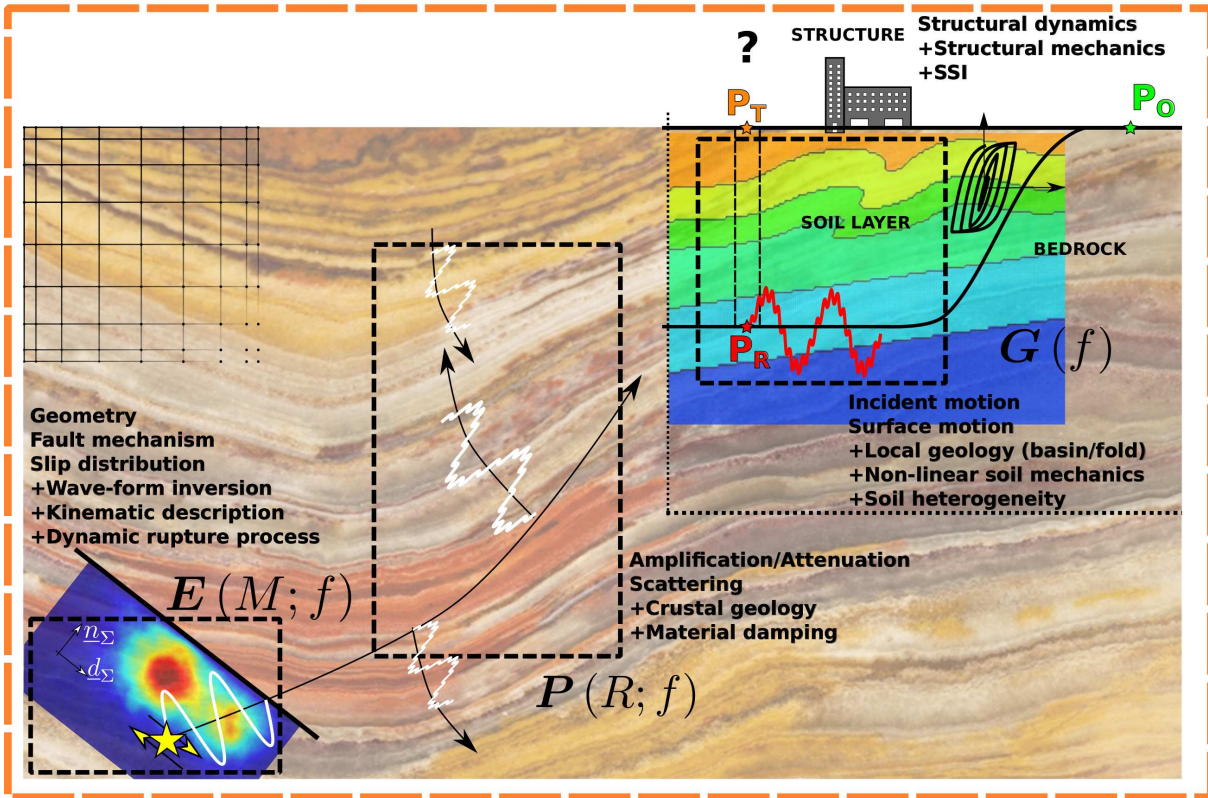 Structural dynamics
+Structural mechanics
+SSI
?
STRUCTURE
P_T
P_O
SOIL LAYER
BEDROCK
P_R
G (f)
Incident motion
Surface motion
+Local geology (basin/fold)
+Non-linear soil mechanics
+Soil heterogeneity
Geometry
Fault mechanism
Slip distribution
+Wave-form inversion
+Kinematic description
+Dynamic rupture process
E (M; f)
n_Σ
d_Σ
Amplification/Attenuation
Scattering
+Crustal geology
+Material damping
P (R; f)